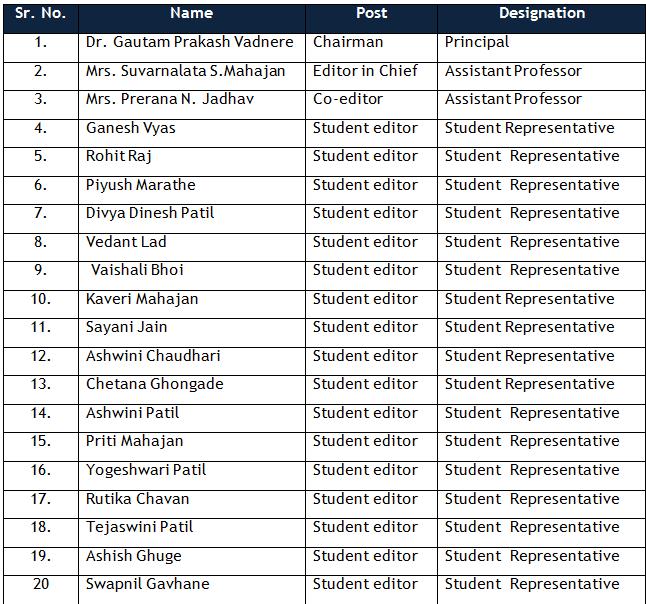 Sr. No. Name Post Designation
1. Dr. Gautam Prakash Vadnere Chairman Principal
2. Mrs. Suvarnalata S.Mahajan Editor in Chief Assistant Professor
3. Mrs. Prerana N. Jadhav Co-editor Assistant Professor
4. Ganesh Vyas Student editor Student Representative
5. Rohit Raj Student editor Student Representative
6. Piyush Marathe Student editor Student Representative
7. Divya Dinesh Patil Student editor Student Representative
8. Vedant Lad Student editor Student Representative
9. Vaishali Bhoi Student editor Student Representative
10. Kaveri Mahajan Student editor Student Representative
11. Sayani Jain Student editor Student Representative
12. Ashwini Chaudhari Student editor Student Representative
13. Chetana Ghongade Student editor Student Representative
14. Ashwini Patil Student editor Student Representative
15. Priti Mahajan Student editor Student Representative
16. Yogeshwari Patil Student editor Student Representative
17. Rutika Chavan Student editor Student Representative
18. Tejaswini Patil Student editor Student Representative
19. Ashish Ghuge Student editor Student Representative
20 Swapnil Gavhane Student editor Student Representative